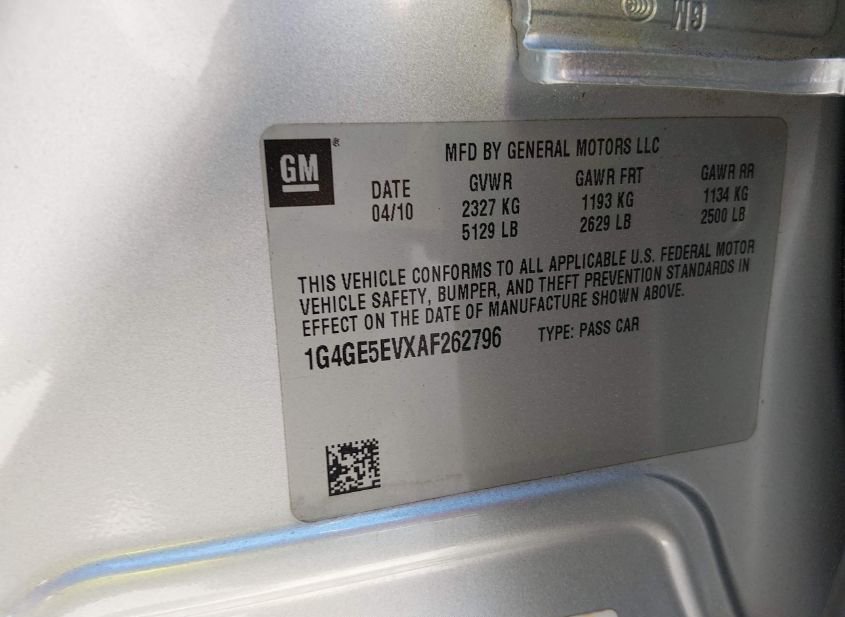 GM
GM®
MFD BY GENERAL MOTORS LLC
DATE GVWR GAWR FRT GAWR RR
04/10 2327 KG 1193 KG 1134 KG
5129 LB 2629 LB 2500 LB
THIS VEHICLE CONFORMS TO ALL APPLICABLE U.S. FEDERAL MOTOR
VEHICLE SAFETY, BUMPER, AND THEFT PREVENTION STANDARDS IN
EFFECT ON THE DATE OF MANUFACTURE SHOWN ABOVE.
1G4GE5EVXAF262796 TYPE: PASS CAR